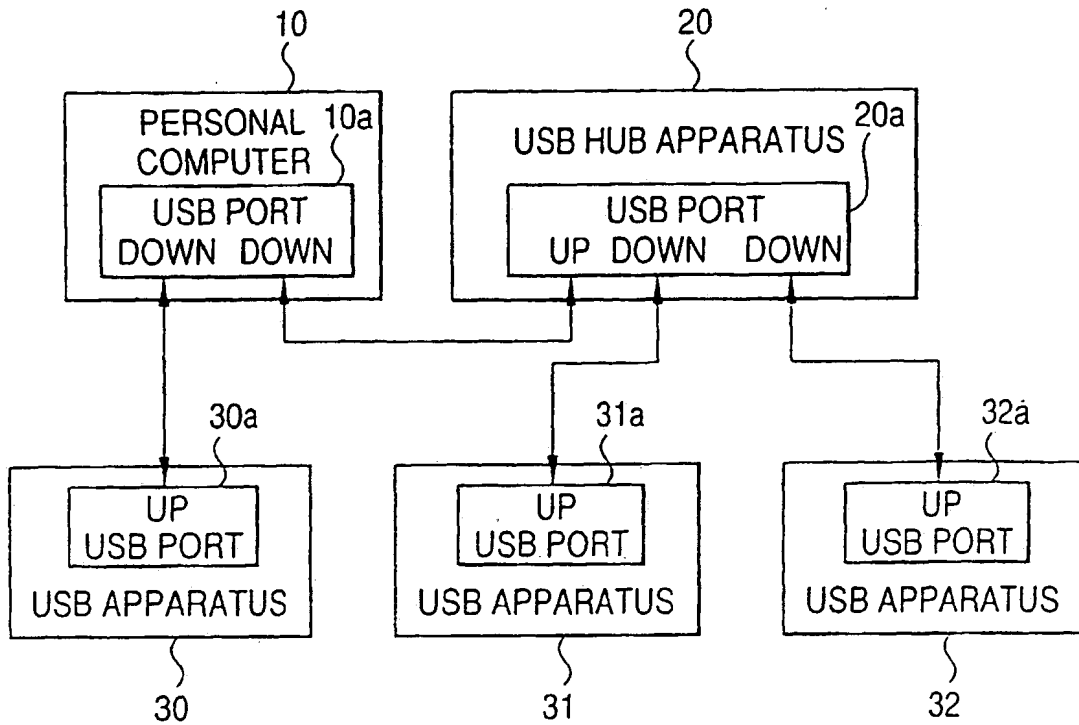 10
20
PERSONAL
COMPUTER
10a
USB PORT
DOWN DOWN
USB HUB APPARATUS
20a
USB PORT
UP DOWN DOWN
30a
UP
USB PORT
USB APPARATUS
30
31a
UP
USB PORT
USB APPARATUS
31
32a
UP
USB PORT
USB APPARATUS
32